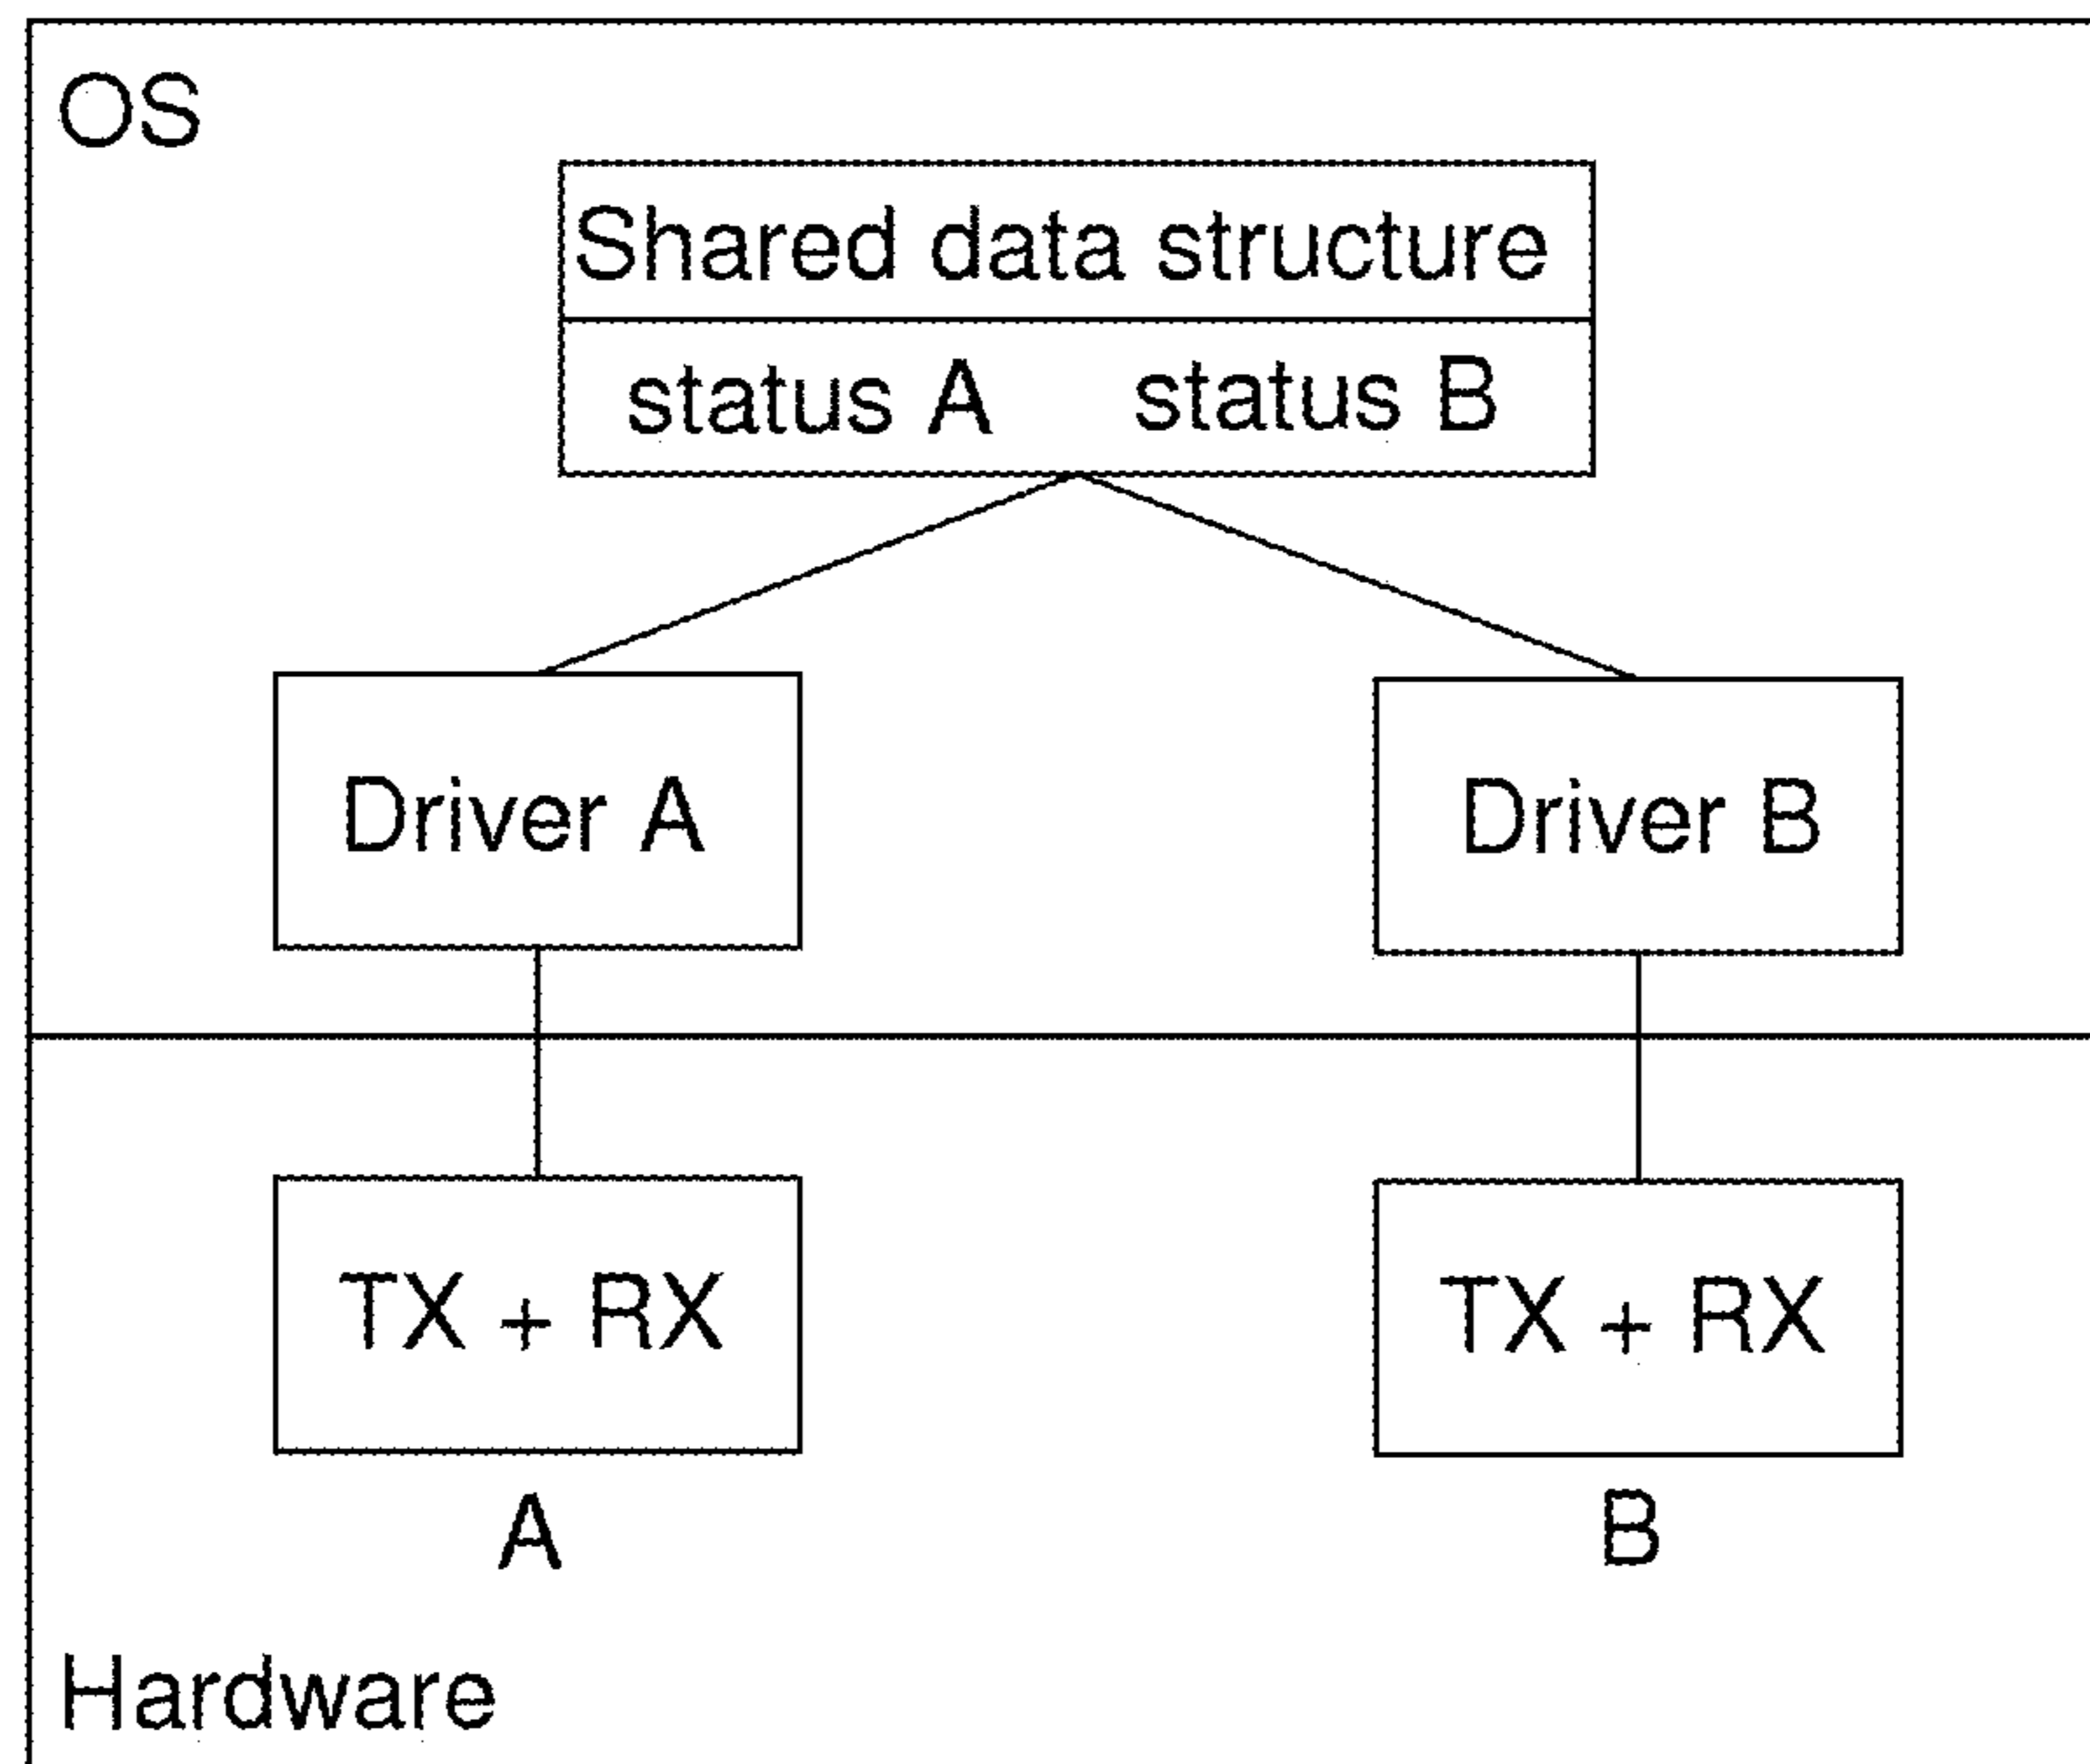 OS
Shared data structure
status A status B
Driver A
Driver B
TX + RX
TX + RX
A
B
Hardware